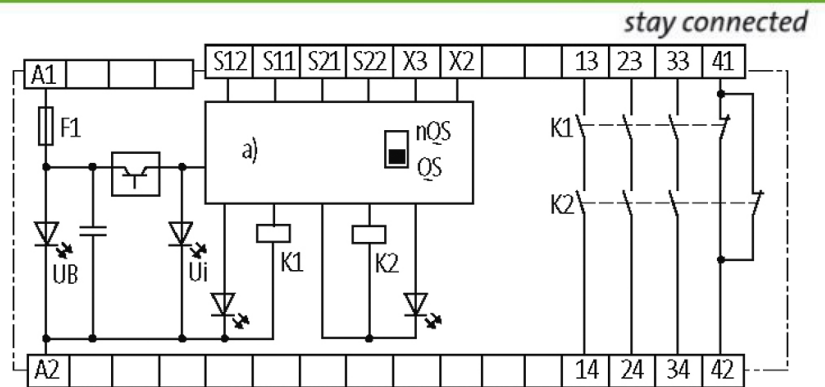 stay connected
A1 S12 S11 S21 S22 X3 X2 13 23 33 41
F1 nQS K1
a) QS
K2
UB Ui K1 K2
A2 14 24 34 42